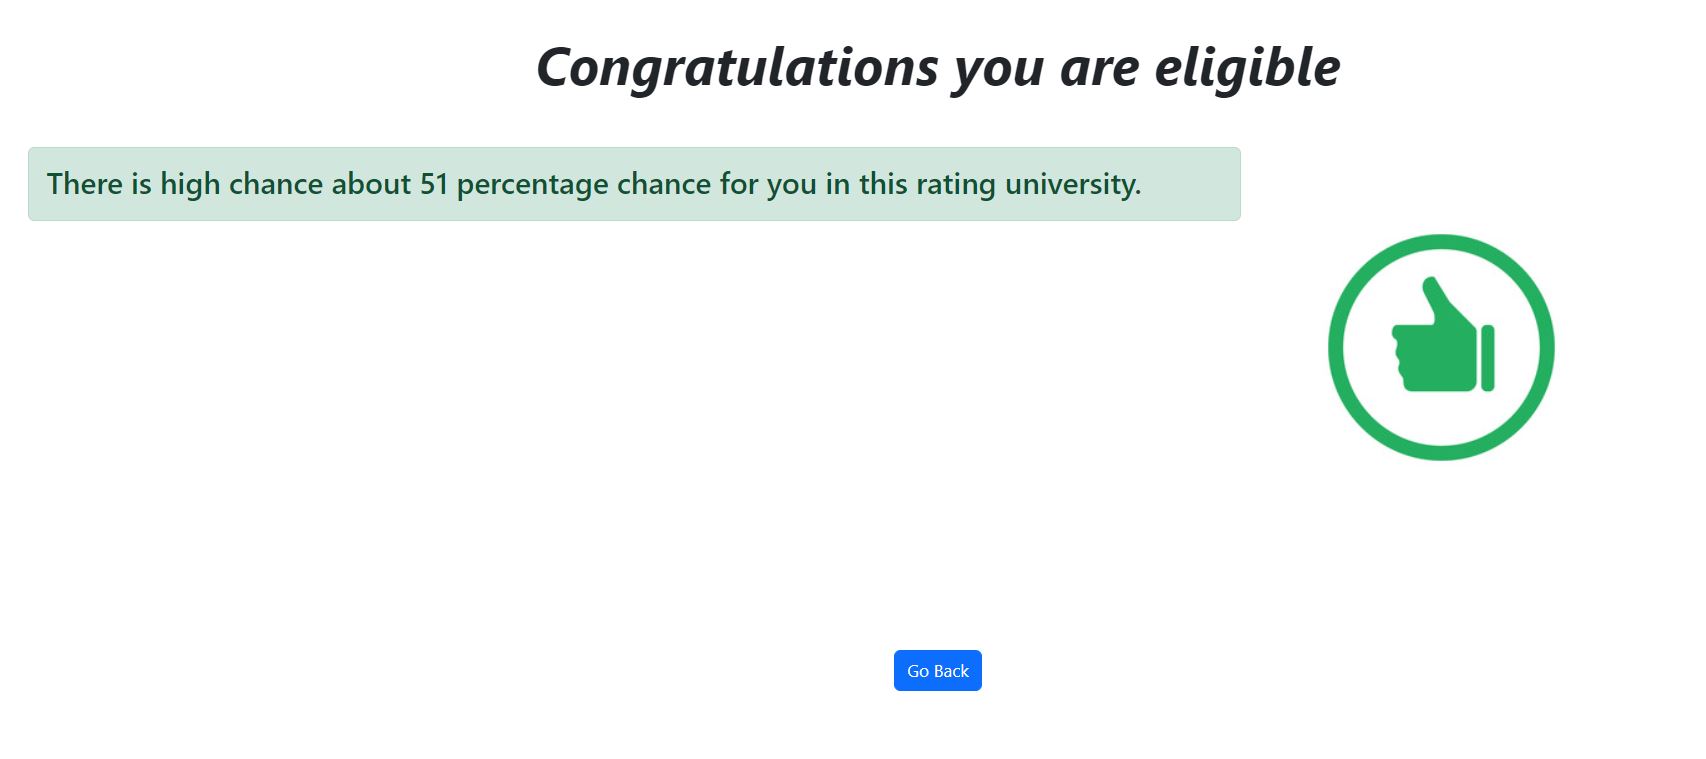 Congratulations you are eligible
There is high chance about 51 percentage chance for you in this rating university.
Go Back